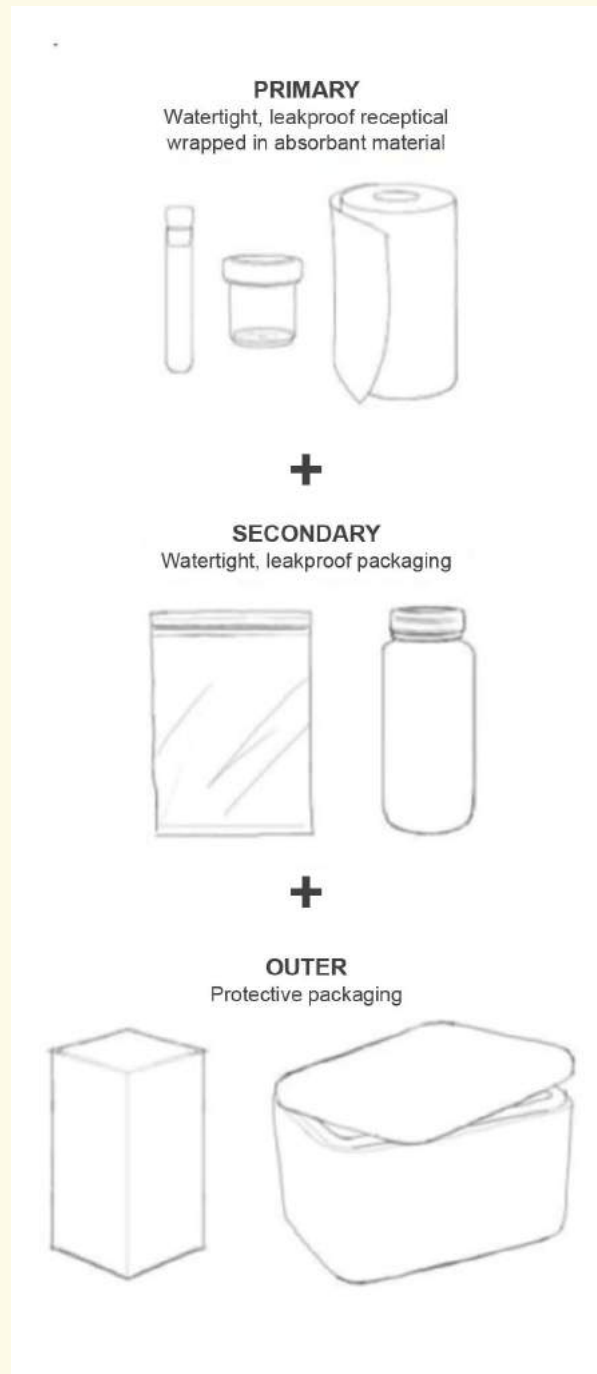 PRIMARY
Watertight, leakproof receptical
wrapped in absorbant material
+
SECONDARY
Watertight, leakproof packaging
+
OUTER
Protective packaging